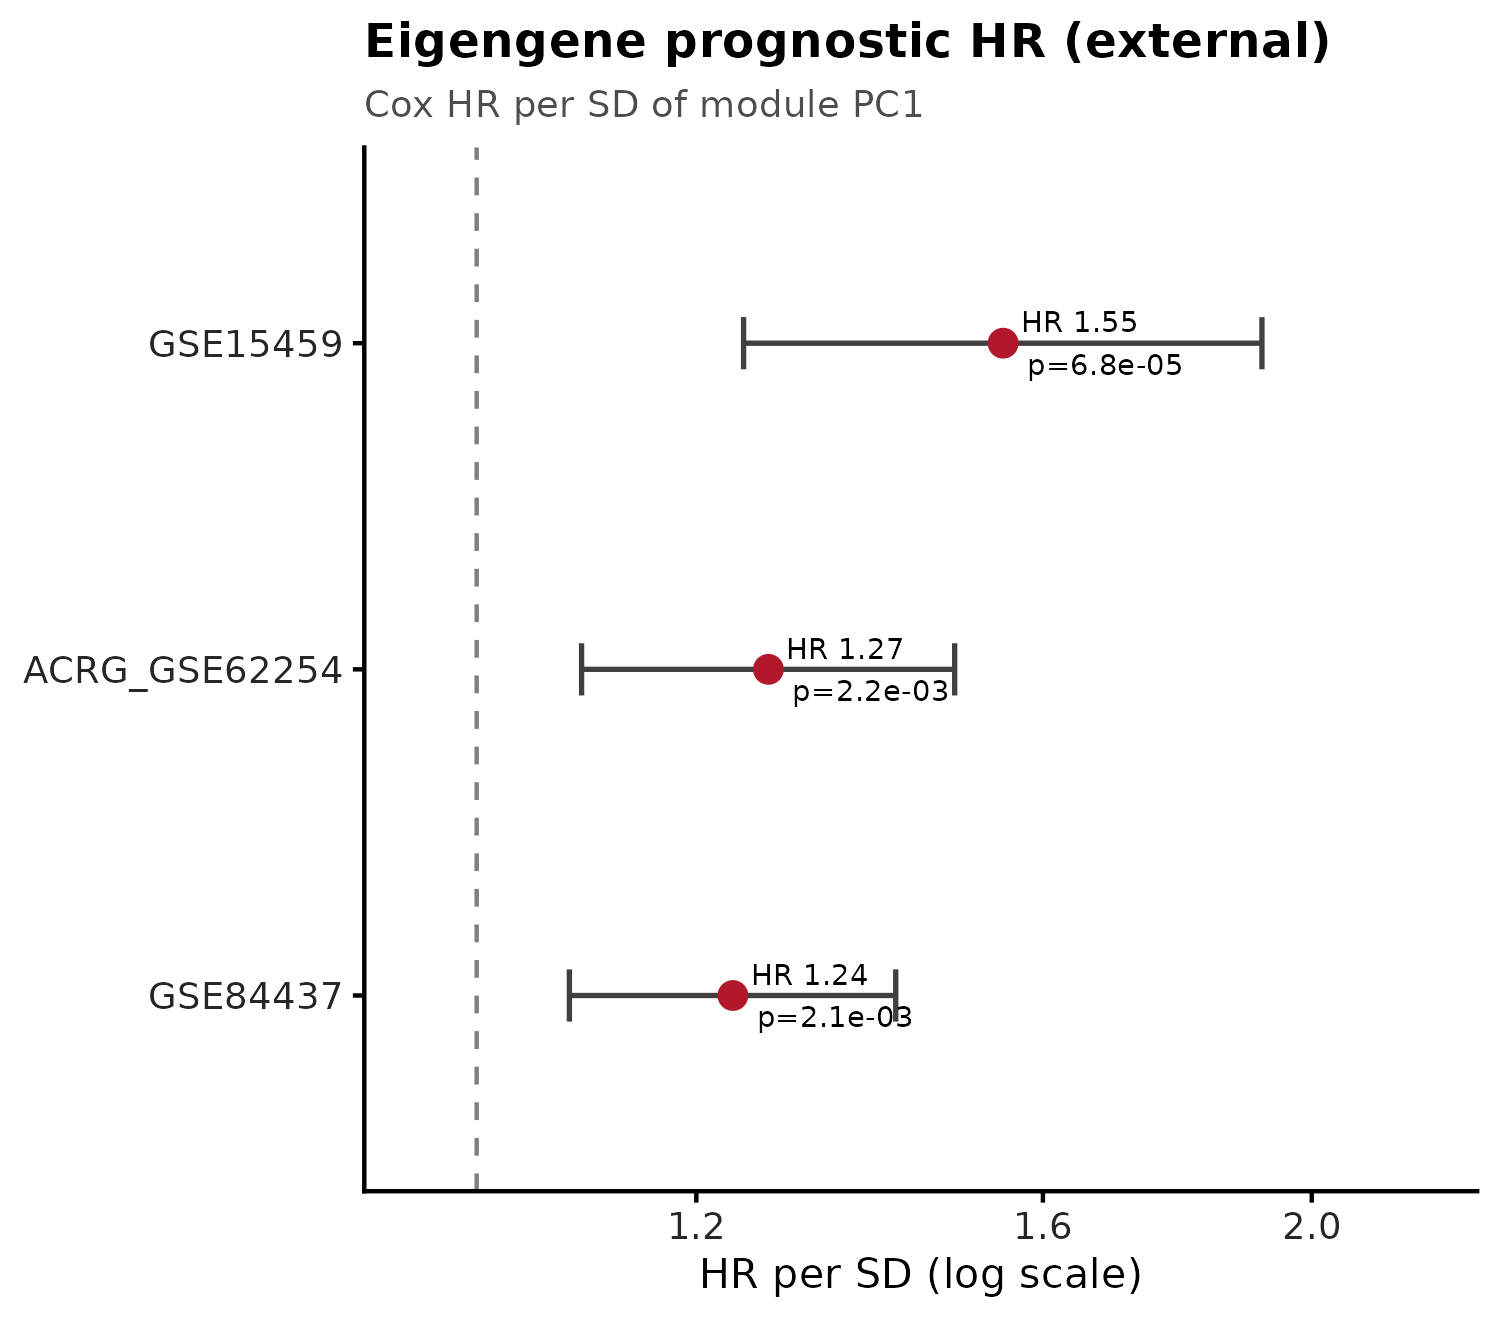 Eigengene prognostic HR (external)
Cox HR per SD of module PC1
GSE15459
HR 1.55
p=6.8e-05
ACRG_GSE62254
HR 1.27
p=2.2e-03
GSE84437
HR 1.24
p=2.1e-03
1.2 1.6 2.0
HR per SD (log scale)